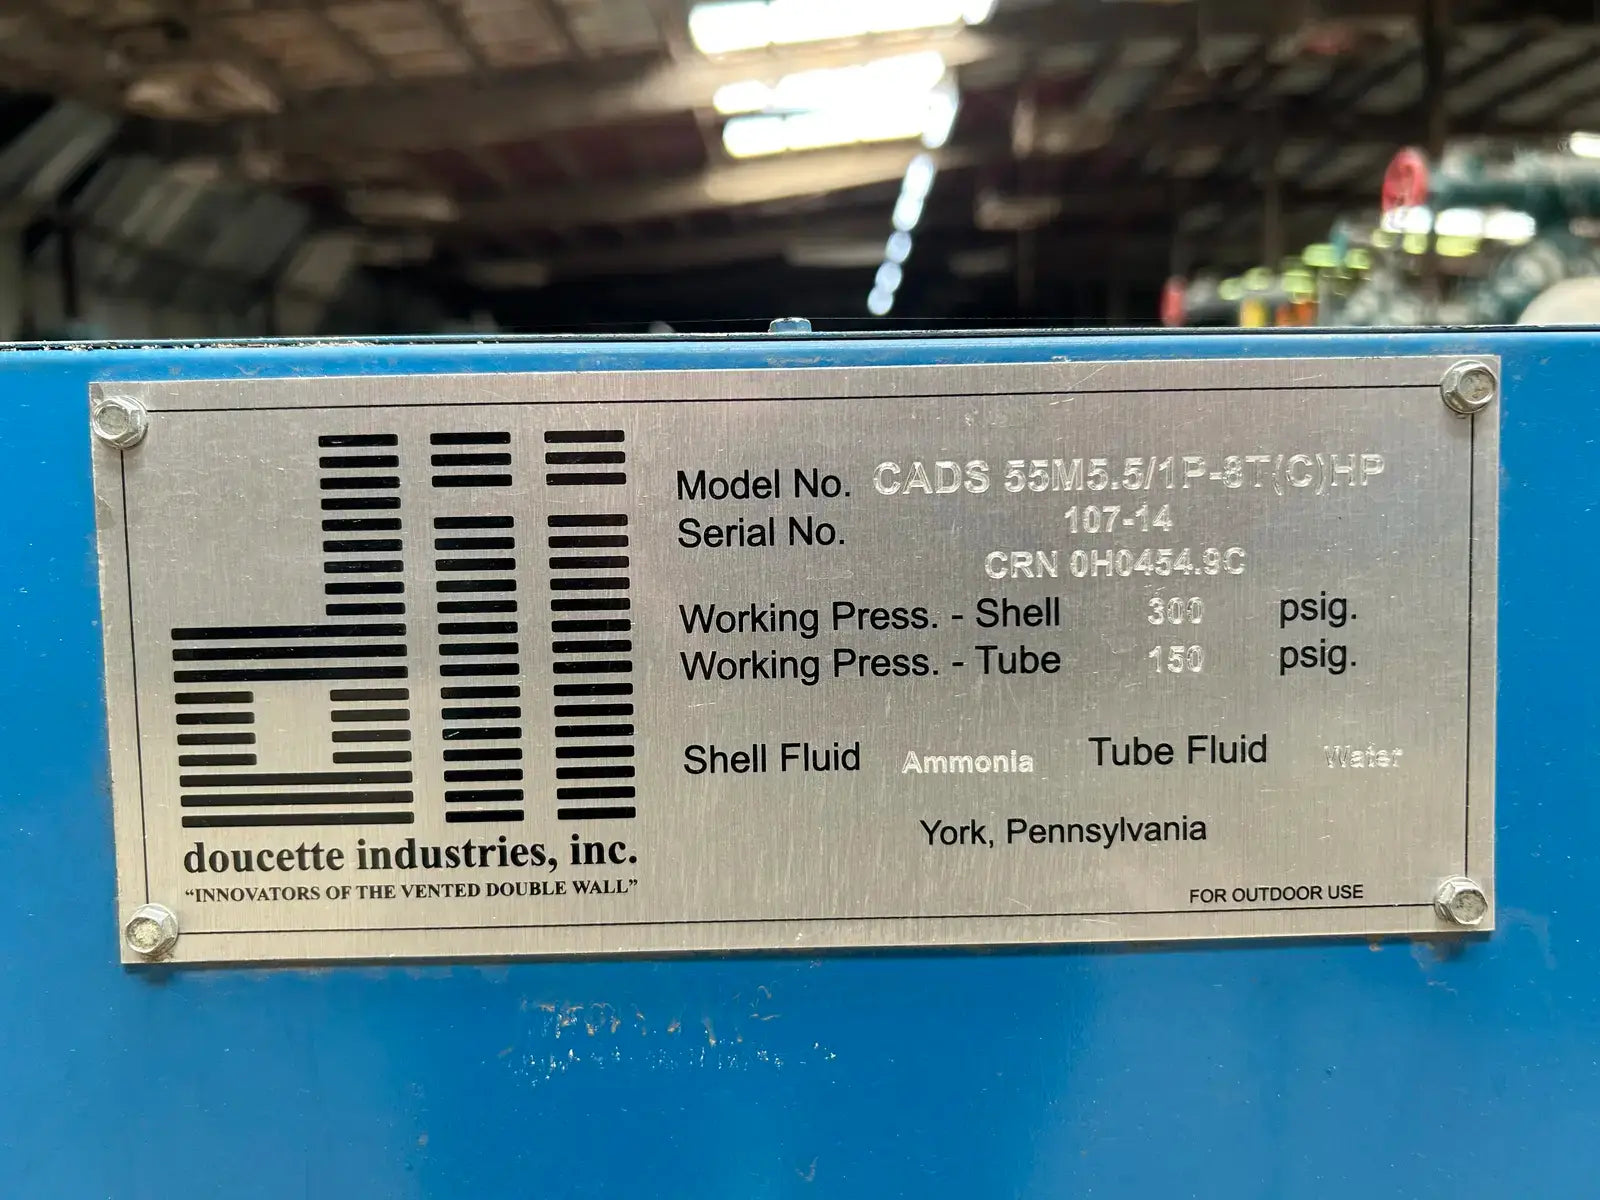 Model No. CADS 55M5.5/1P-8T(C)HP
Serial No. 107-14
CRN 0H0454.9C
Working Press. - Shell 300 psig.
Working Press. - Tube 150 psig.
Shell Fluid Ammonia Tube Fluid Water
York, Pennsylvania
doucette industries, inc.
“INNOVATORS OF THE VENTED DOUBLE WALL”
FOR OUTDOOR USE